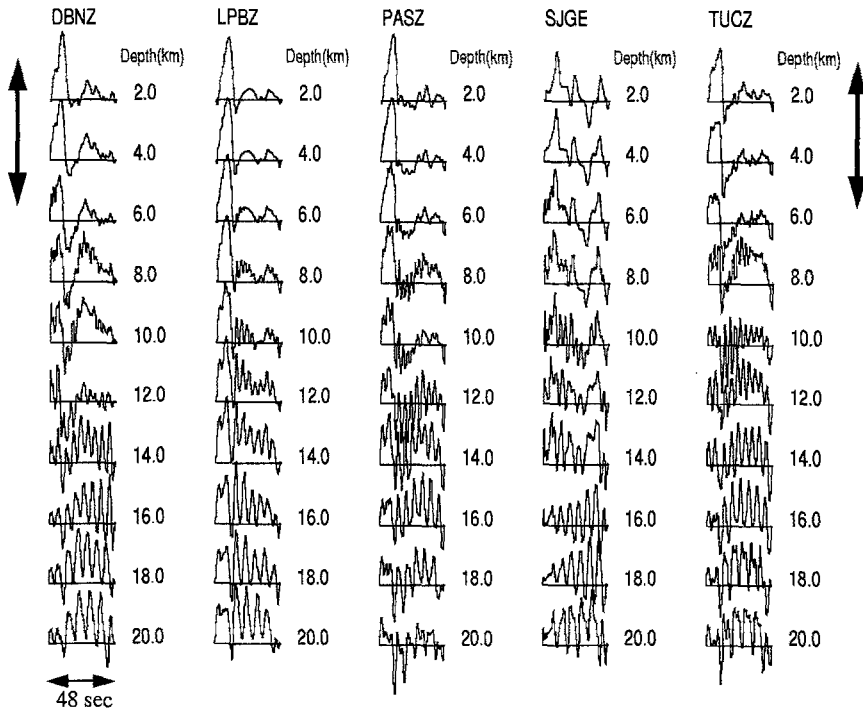 DBNZ LPBZ PASZ SJGE TUCZ
Depth(km) Depth(km) Depth(km) Depth(km) Depth(km)
2.0 2.0 2.0 2.0 2.0
4.0 4.0 4.0 4.0 4.0
6.0 6.0 6.0 6.0 6.0
8.0 8.0 8.0 8.0 8.0
10.0 10.0 10.0 10.0 10.0
12.0 12.0 12.0 12.0 12.0
14.0 14.0 14.0 14.0 14.0
16.0 16.0 16.0 16.0 16.0
18.0 18.0 18.0 18.0 18.0
20.0 20.0 20.0 20.0 20.0
48 sec